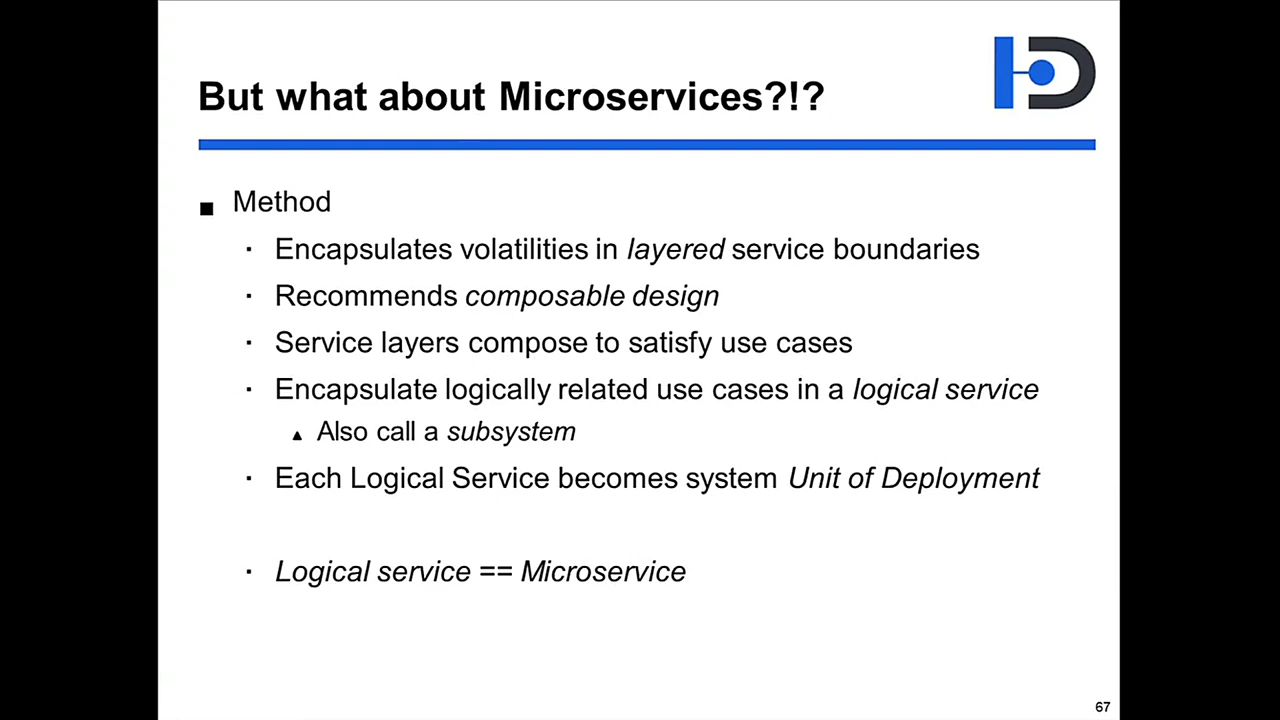 But what about Microservices?!?
Method
Encapsulates volatilities in layered service boundaries
Recommends composable design
Service layers compose to satisfy use cases
Encapsulate logically related use cases in a logical service
Also call a subsystem
Each Logical Service becomes system Unit of Deployment
Logical service == Microservice
67